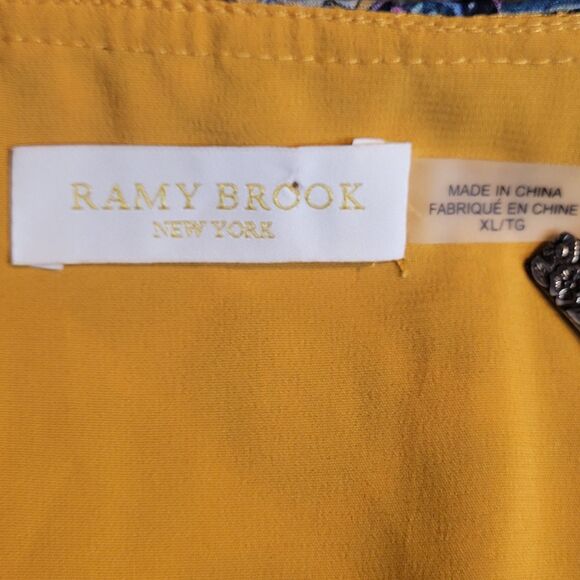 RAMY BROOK
NEW YORK
MADE IN CHINA
FABRIQUÉ EN CHINE
XL/TG